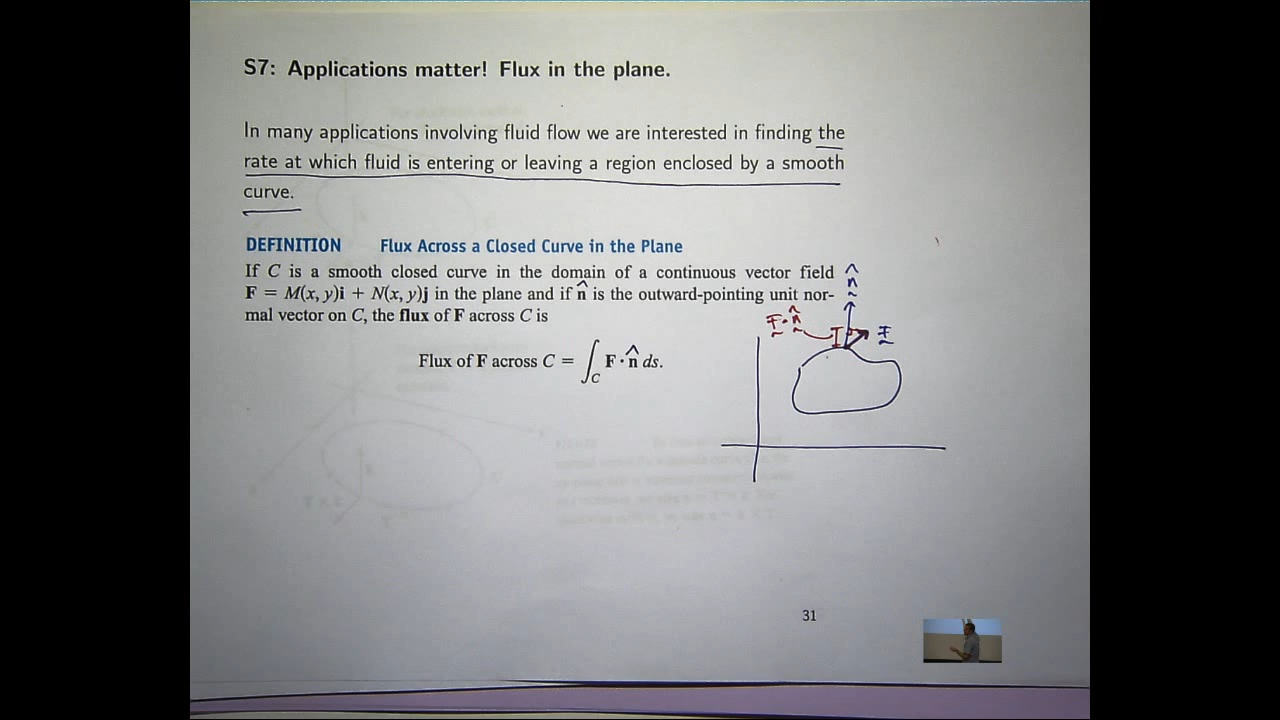 S7: Applications matter! Flux in the plane.
In many applications involving fluid flow we are interested in finding the
rate at which fluid is entering or leaving a region enclosed by a smooth
curve.
DEFINITION Flux Across a Closed Curve in the Plane
If C is a smooth closed curve in the domain of a continuous vector field
F = M(x, y)i + N(x, y)j in the plane and if n̂ is the outward-pointing unit nor-
mal vector on C, the flux of F across C is
Flux of F across C = ∫_C F · n̂ ds.
n̂
F · n̂
F
31